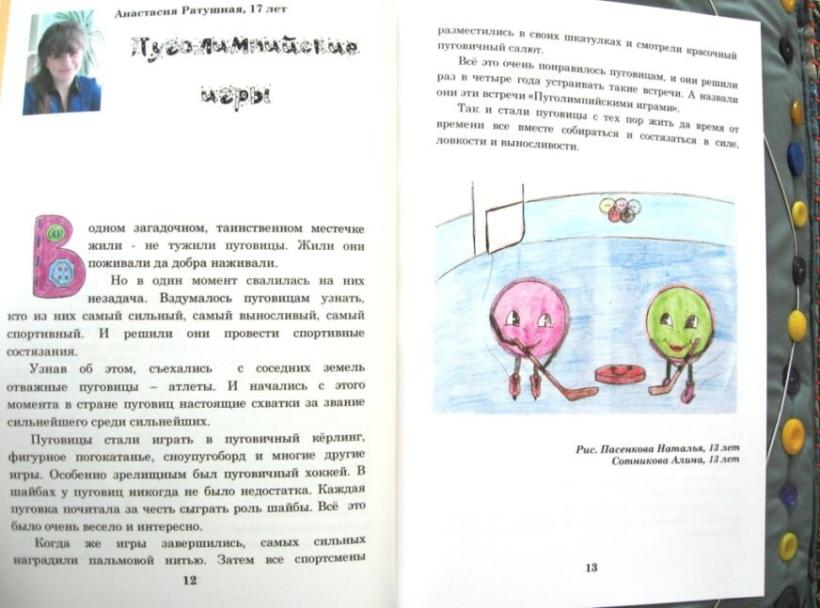 Анастасия Ратушная, 17 лет
Пуголимпийские
игры
В одном загадочном, таинственном местечке
жили - не тужили пуговицы. Жили они
поживали да добра наживали.
Но в один момент свалилась на них
незадача. Вздумалось пуговицам узнать,
кто из них самый сильный, самый выносливый, самый
спортивный. И решили они провести спортивные
состязания.
Узнав об этом, съехались с соседних земель
отважные пуговицы – атлеты. И начались с этого
момента в стране пуговиц настоящие схватки за звание
сильнейшего среди сильнейших.
Пуговицы стали играть в пуговичный кёрлинг,
фигурное погокатанье, сноупугоборд и многие другие
игры. Особенно зрелищным был пуговичный хоккей. В
шайбах у пуговиц никогда не было недостатка. Каждая
пуговка почитала за честь сыграть роль шайбы. Всё это
было очень весело и интересно.
Когда же игры завершились, самых сильных
наградили пальмовой нитью. Затем все спортсмены
12
разместились в своих шкатулках и смотрели красочный
пуговичный салют.
Всё это очень понравилось пуговицам, и они решили
раз в четыре года устраивать такие встречи. А назвали
они эти встречи «Пуголимпийскими играми».
Так и стали пуговицы с тех пор жить да время от
времени все вместе собираться и состязаться в силе,
ловкости и выносливости.
Рис. Пасенкова Наталья, 13 лет
Сотникова Алина, 13 лет
13